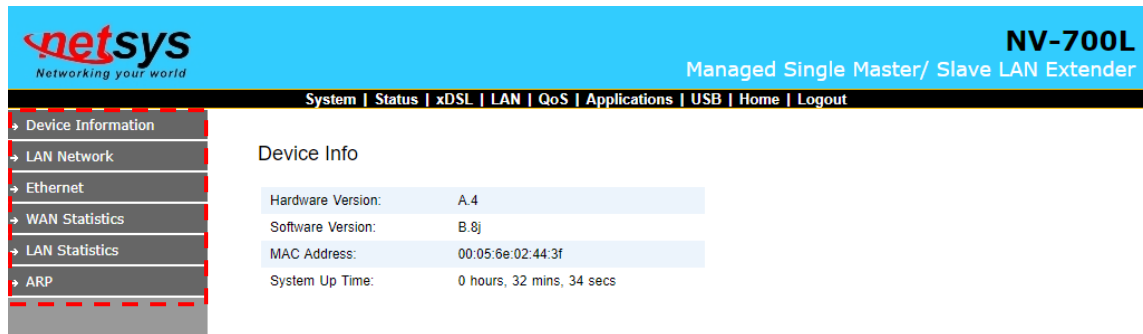 netsys
Networking your world
NV-700L
Managed Single Master/ Slave LAN Extender
System | Status | xDSL | LAN | QoS | Applications | USB | Home | Logout
Device Information
LAN Network
Ethernet
WAN Statistics
LAN Statistics
ARP
Device Info
Hardware Version: A.4
Software Version: B.8j
MAC Address: 00:05:6e:02:44:3f
System Up Time: 0 hours, 32 mins, 34 secs